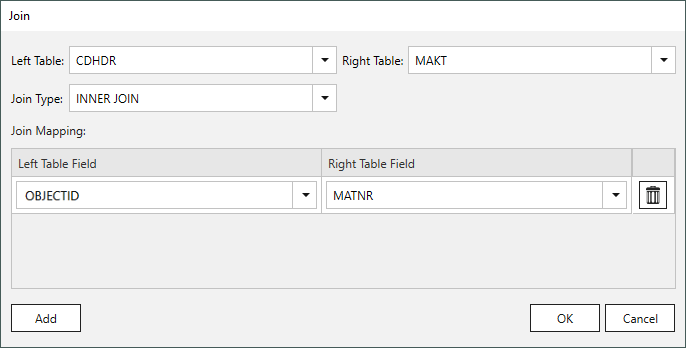 Join
Left Table: CDHDR Right Table: MAKT
Join Type: INNER JOIN
Join Mapping:
Left Table Field Right Table Field
OBJECTID MATNR
Add OK Cancel